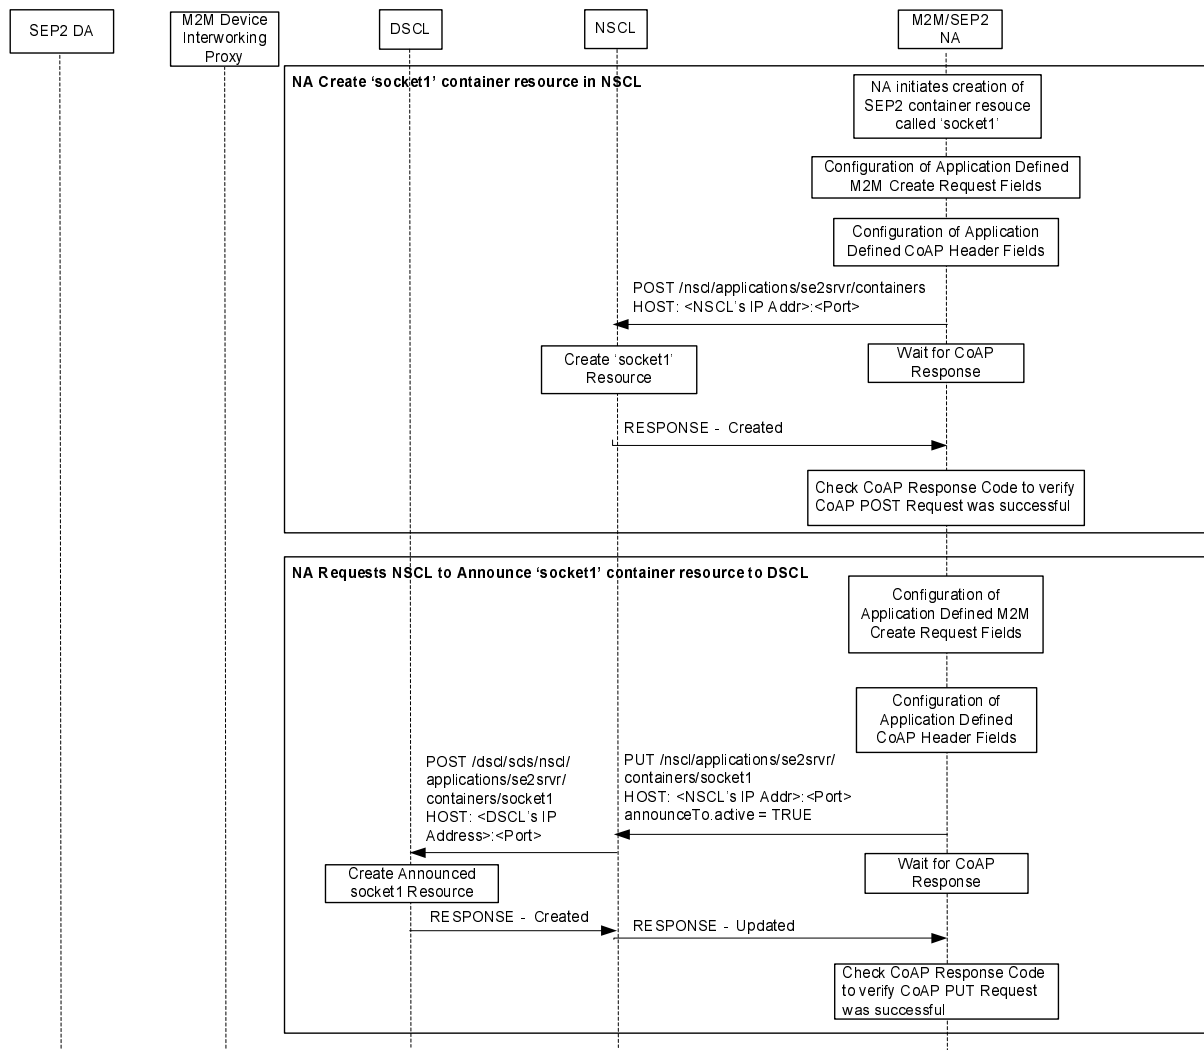 SEP2 DA
M2M Device
Interworking
Proxy
DSCL
NSCL
M2M/SEP2
NA
NA Create ‘socket1’ container resource in NSCL
NA initiates creation of
SEP2 container resouce
called ‘socket1’
Configuration of Application Defined
M2M Create Request Fields
Configuration of Application
Defined CoAP Header Fields
POST /nscl/applications/se2srvr/containers
HOST: <NSCL’s IP Addr>:<Port>
Create ‘socket1’
Resource
Wait for CoAP
Response
RESPONSE - Created
Check CoAP Response Code to verify
CoAP POST Request was successful
NA Requests NSCL to Announce ‘socket1’ container resource to DSCL
Configuration of
Application Defined M2M
Create Request Fields
Configuration of
Application Defined
CoAP Header Fields
POST /dscl/scls/nscl/
applications/se2srvr/
containers/socket1
HOST: <DSCL’s IP
Address>:<Port>
PUT /nscl/applications/se2srvr/
containers/socket1
HOST: <NSCL’s IP Addr>:<Port>
announceTo.active = TRUE
Create Announced
socket1 Resource
Wait for CoAP
Response
RESPONSE - Created
RESPONSE - Updated
Check CoAP Response Code
to verify CoAP PUT Request
was successful